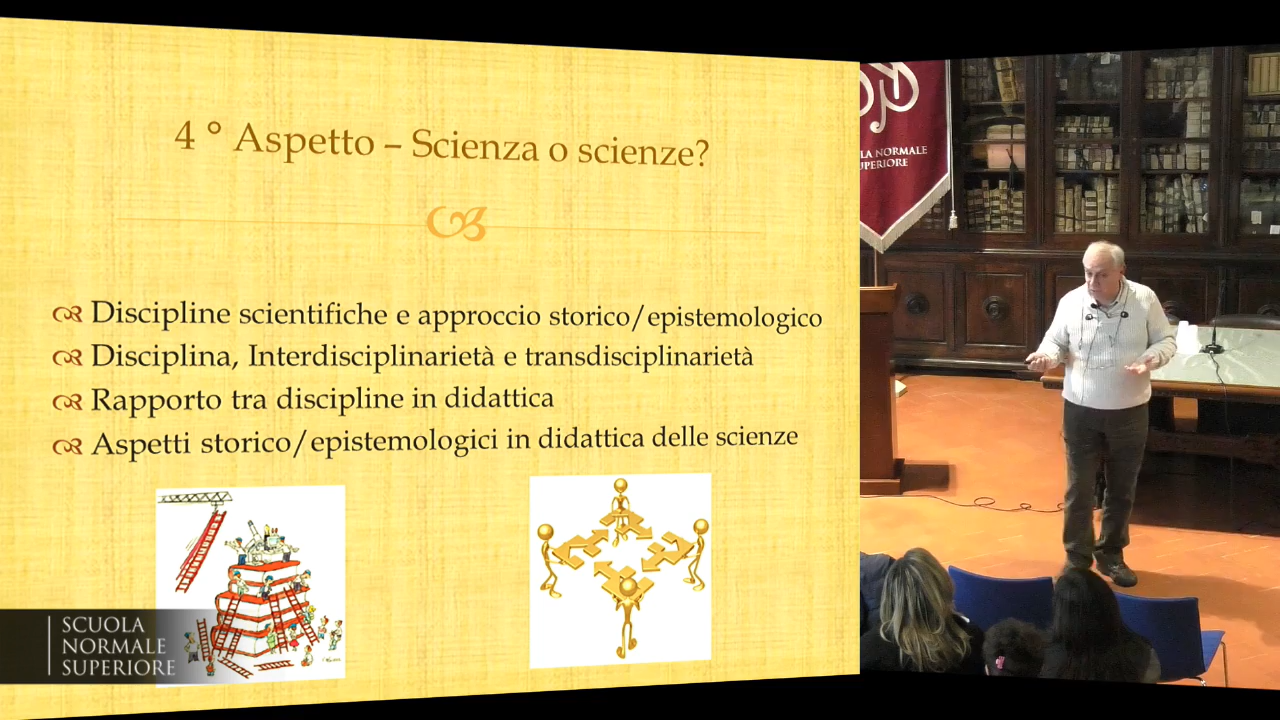 4 ° Aspetto – Scienza o scienze?
Discipline scientifiche e approccio storico/epistemologico
Disciplina, Interdisciplinarietà e transdisciplinarietà
Rapporto tra discipline in didattica
Aspetti storico/epistemologici in didattica delle scienze
SCUOLA
NORMALE
SUPERIORE
LA NORMALE
PERIORE